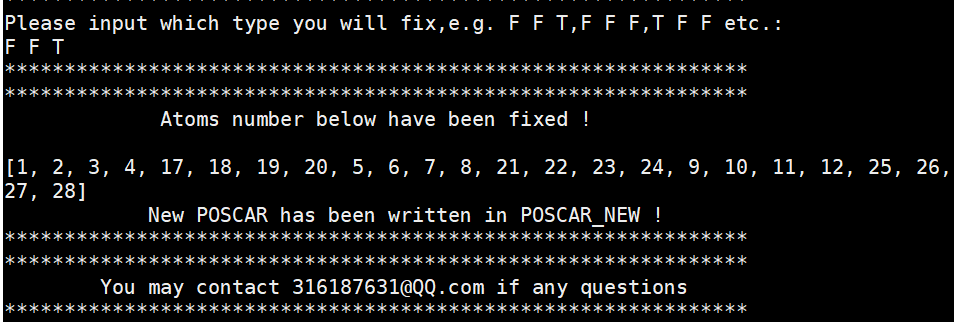 Please input which type you will fix,e.g. F F T,F F F,T F F etc.:
F F T
**************************************************************
**************************************************************
Atoms number below have been fixed !
[1, 2, 3, 4, 17, 18, 19, 20, 5, 6, 7, 8, 21, 22, 23, 24, 9, 10, 11, 12, 25, 26,
27, 28]
New POSCAR has been written in POSCAR_NEW !
**************************************************************
**************************************************************
You may contact 316187631@QQ.com if any questions
**************************************************************